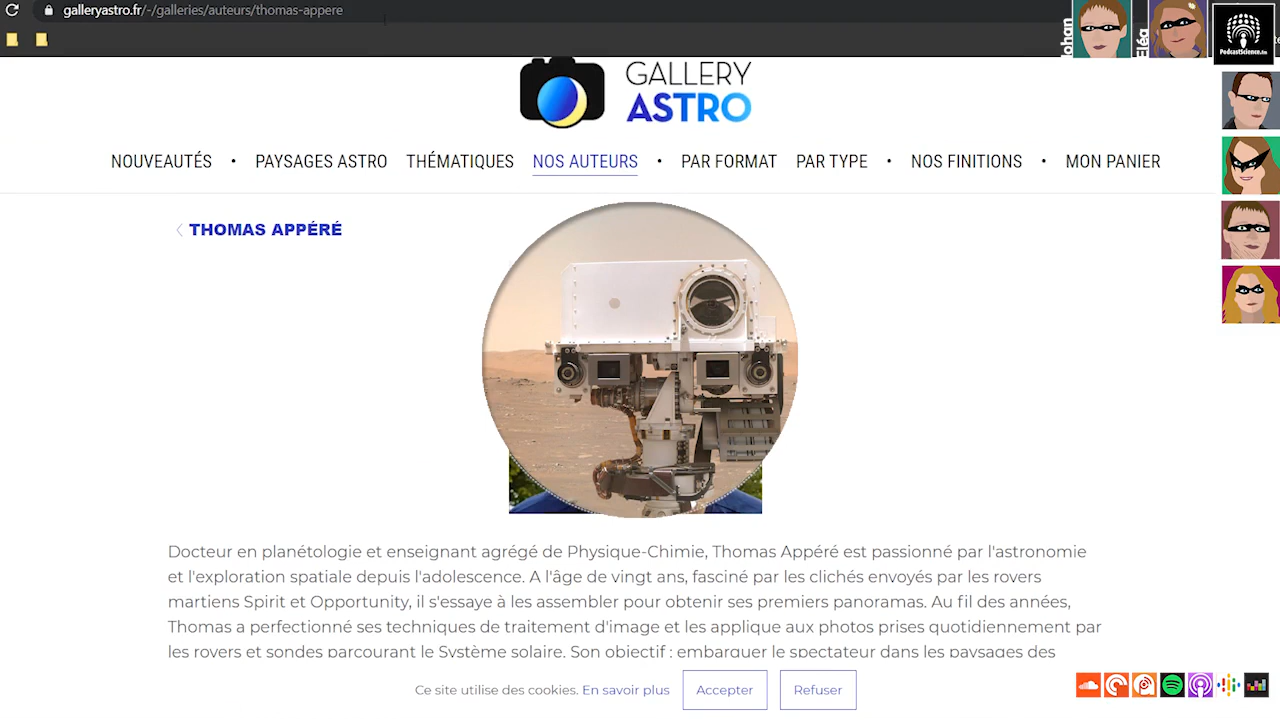 galleryastro.fr/-/galleries/auteurs/thomas-appere
Johan
Eléa
PodcastScience.fm
GALLERY
ASTRO
NOUVEAUTÉS • PAYSAGES ASTRO THÉMATIQUES NOS AUTEURS • PAR FORMAT PAR TYPE • NOS FINITIONS • MON PANIER
THOMAS APPÉRÉ
Docteur en planétologie et enseignant agrégé de Physique-Chimie, Thomas Appéré est passionné par l'astronomie
et l'exploration spatiale depuis l'adolescence. A l'âge de vingt ans, fasciné par les clichés envoyés par les rovers
martiens Spirit et Opportunity, il s'essaye à les assembler pour obtenir ses premiers panoramas. Au fil des années,
Thomas a perfectionné ses techniques de traitement d'image et les applique aux photos prises quotidiennement par
les rovers et sondes parcourant le Système solaire. Son objectif : embarquer le spectateur dans les paysages des
Ce site utilise des cookies. En savoir plus Accepter Refuser